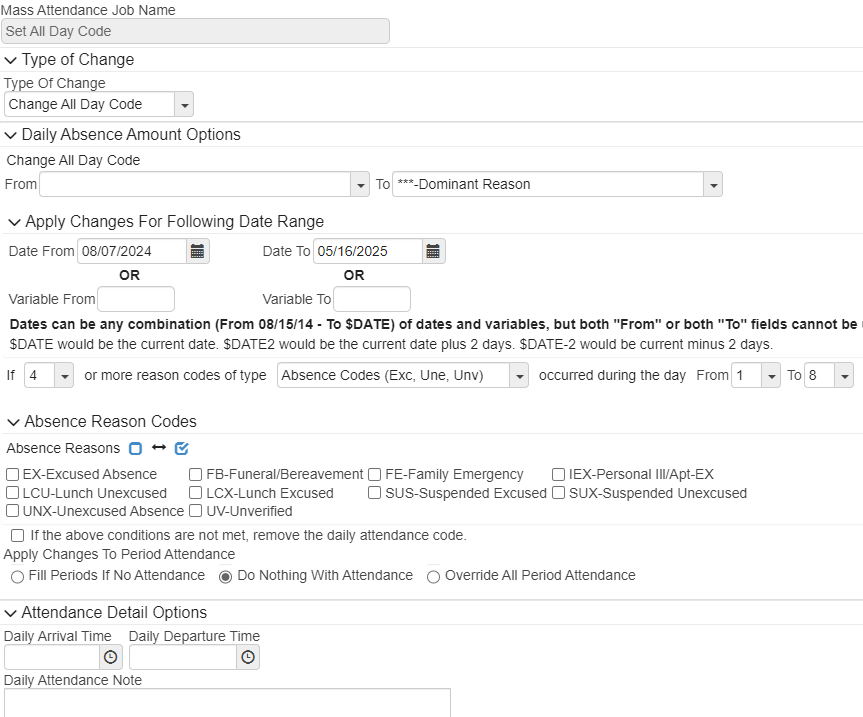 Mass Attendance Job Name
Set All Day Code
Type of Change
Type Of Change
Change All Day Code
Daily Absence Amount Options
Change All Day Code
From To ***-Dominant Reason
Apply Changes For Following Date Range
Date From 08/07/2024 Date To 05/16/2025
OR OR
Variable From Variable To
Dates can be any combination (From 08/15/14 - To $DATE) of dates and variables, but both "From" or both "To" fields cannot be
$DATE would be the current date. $DATE2 would be the current date plus 2 days. $DATE-2 would be current minus 2 days.
If 4 or more reason codes of type Absence Codes (Exc, Une, Unv) occurred during the day From 1 To 8
Absence Reason Codes
Absence Reasons
EX-Excused Absence FB-Funeral/Bereavement FE-Family Emergency IEX-Personal Ill/Apt-EX
LCU-Lunch Unexcused LCX-Lunch Excused SUS-Suspended Excused SUX-Suspended Unexcused
UNX-Unexcused Absence UV-Unverified
If the above conditions are not met, remove the daily attendance code.
Apply Changes To Period Attendance
Fill Periods If No Attendance Do Nothing With Attendance Override All Period Attendance
Attendance Detail Options
Daily Arrival Time Daily Departure Time
Daily Attendance Note